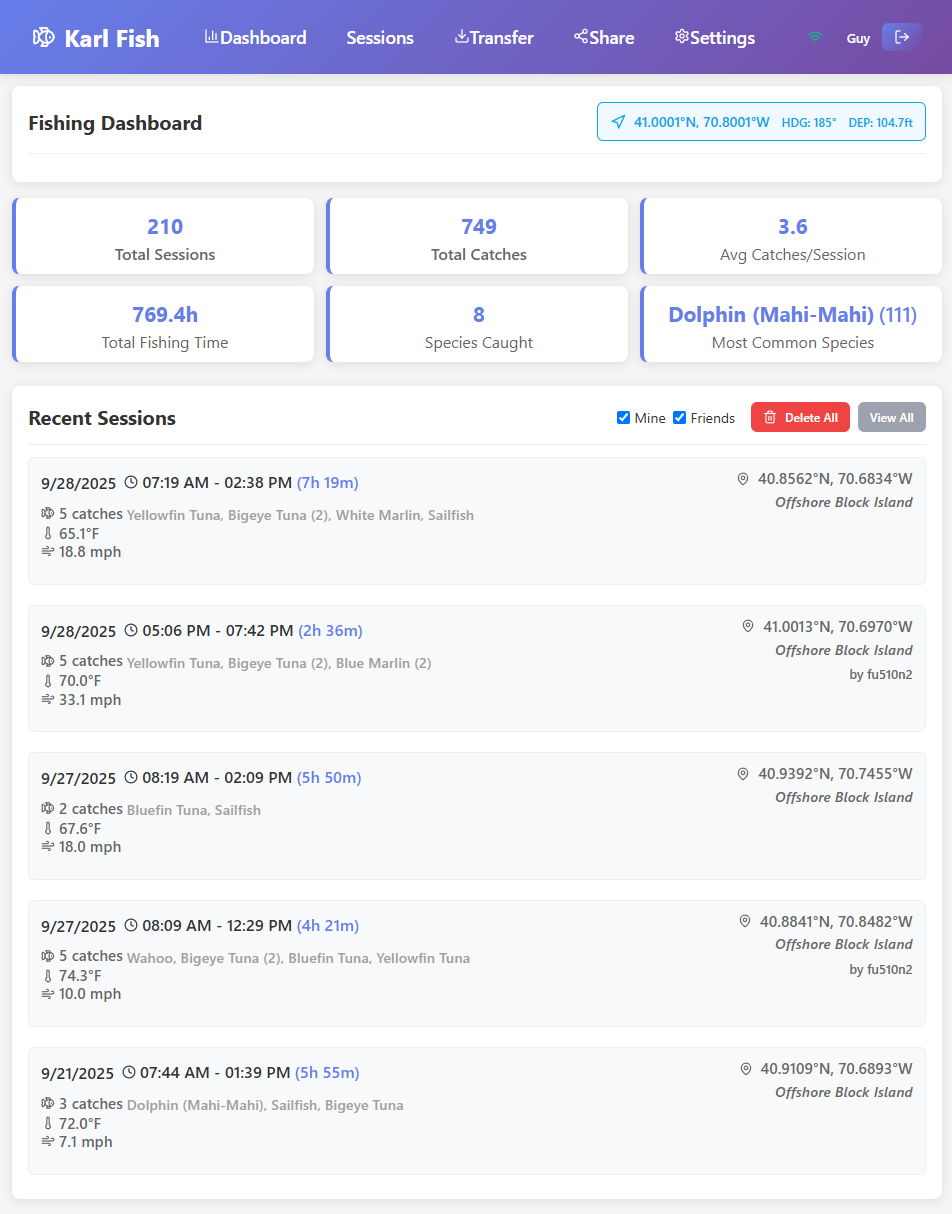 Karl Fish Dashboard Sessions Transfer Share Settings Guy
Fishing Dashboard
41.0001°N, 70.8001°W HDG: 185° DEP: 104.7ft
210
Total Sessions
749
Total Catches
3.6
Avg Catches/Session
769.4h
Total Fishing Time
8
Species Caught
Dolphin (Mahi-Mahi) (111)
Most Common Species
Recent Sessions
Mine Friends Delete All View All
9/28/2025 07:19 AM - 02:38 PM (7h 19m)
40.8562°N, 70.6834°W
Offshore Block Island
5 catches Yellowfin Tuna, Bigeye Tuna (2), White Marlin, Sailfish
65.1°F
18.8 mph
9/28/2025 05:06 PM - 07:42 PM (2h 36m)
41.0013°N, 70.6970°W
Offshore Block Island
by fu510n2
5 catches Yellowfin Tuna, Bigeye Tuna (2), Blue Marlin (2)
70.0°F
33.1 mph
9/27/2025 08:19 AM - 02:09 PM (5h 50m)
40.9392°N, 70.7455°W
Offshore Block Island
2 catches Bluefin Tuna, Sailfish
67.6°F
18.0 mph
9/27/2025 08:09 AM - 12:29 PM (4h 21m)
40.8841°N, 70.8482°W
Offshore Block Island
by fu510n2
5 catches Wahoo, Bigeye Tuna (2), Bluefin Tuna, Yellowfin Tuna
74.3°F
10.0 mph
9/21/2025 07:44 AM - 01:39 PM (5h 55m)
40.9109°N, 70.6893°W
Offshore Block Island
3 catches Dolphin (Mahi-Mahi), Sailfish, Bigeye Tuna
72.0°F
7.1 mph